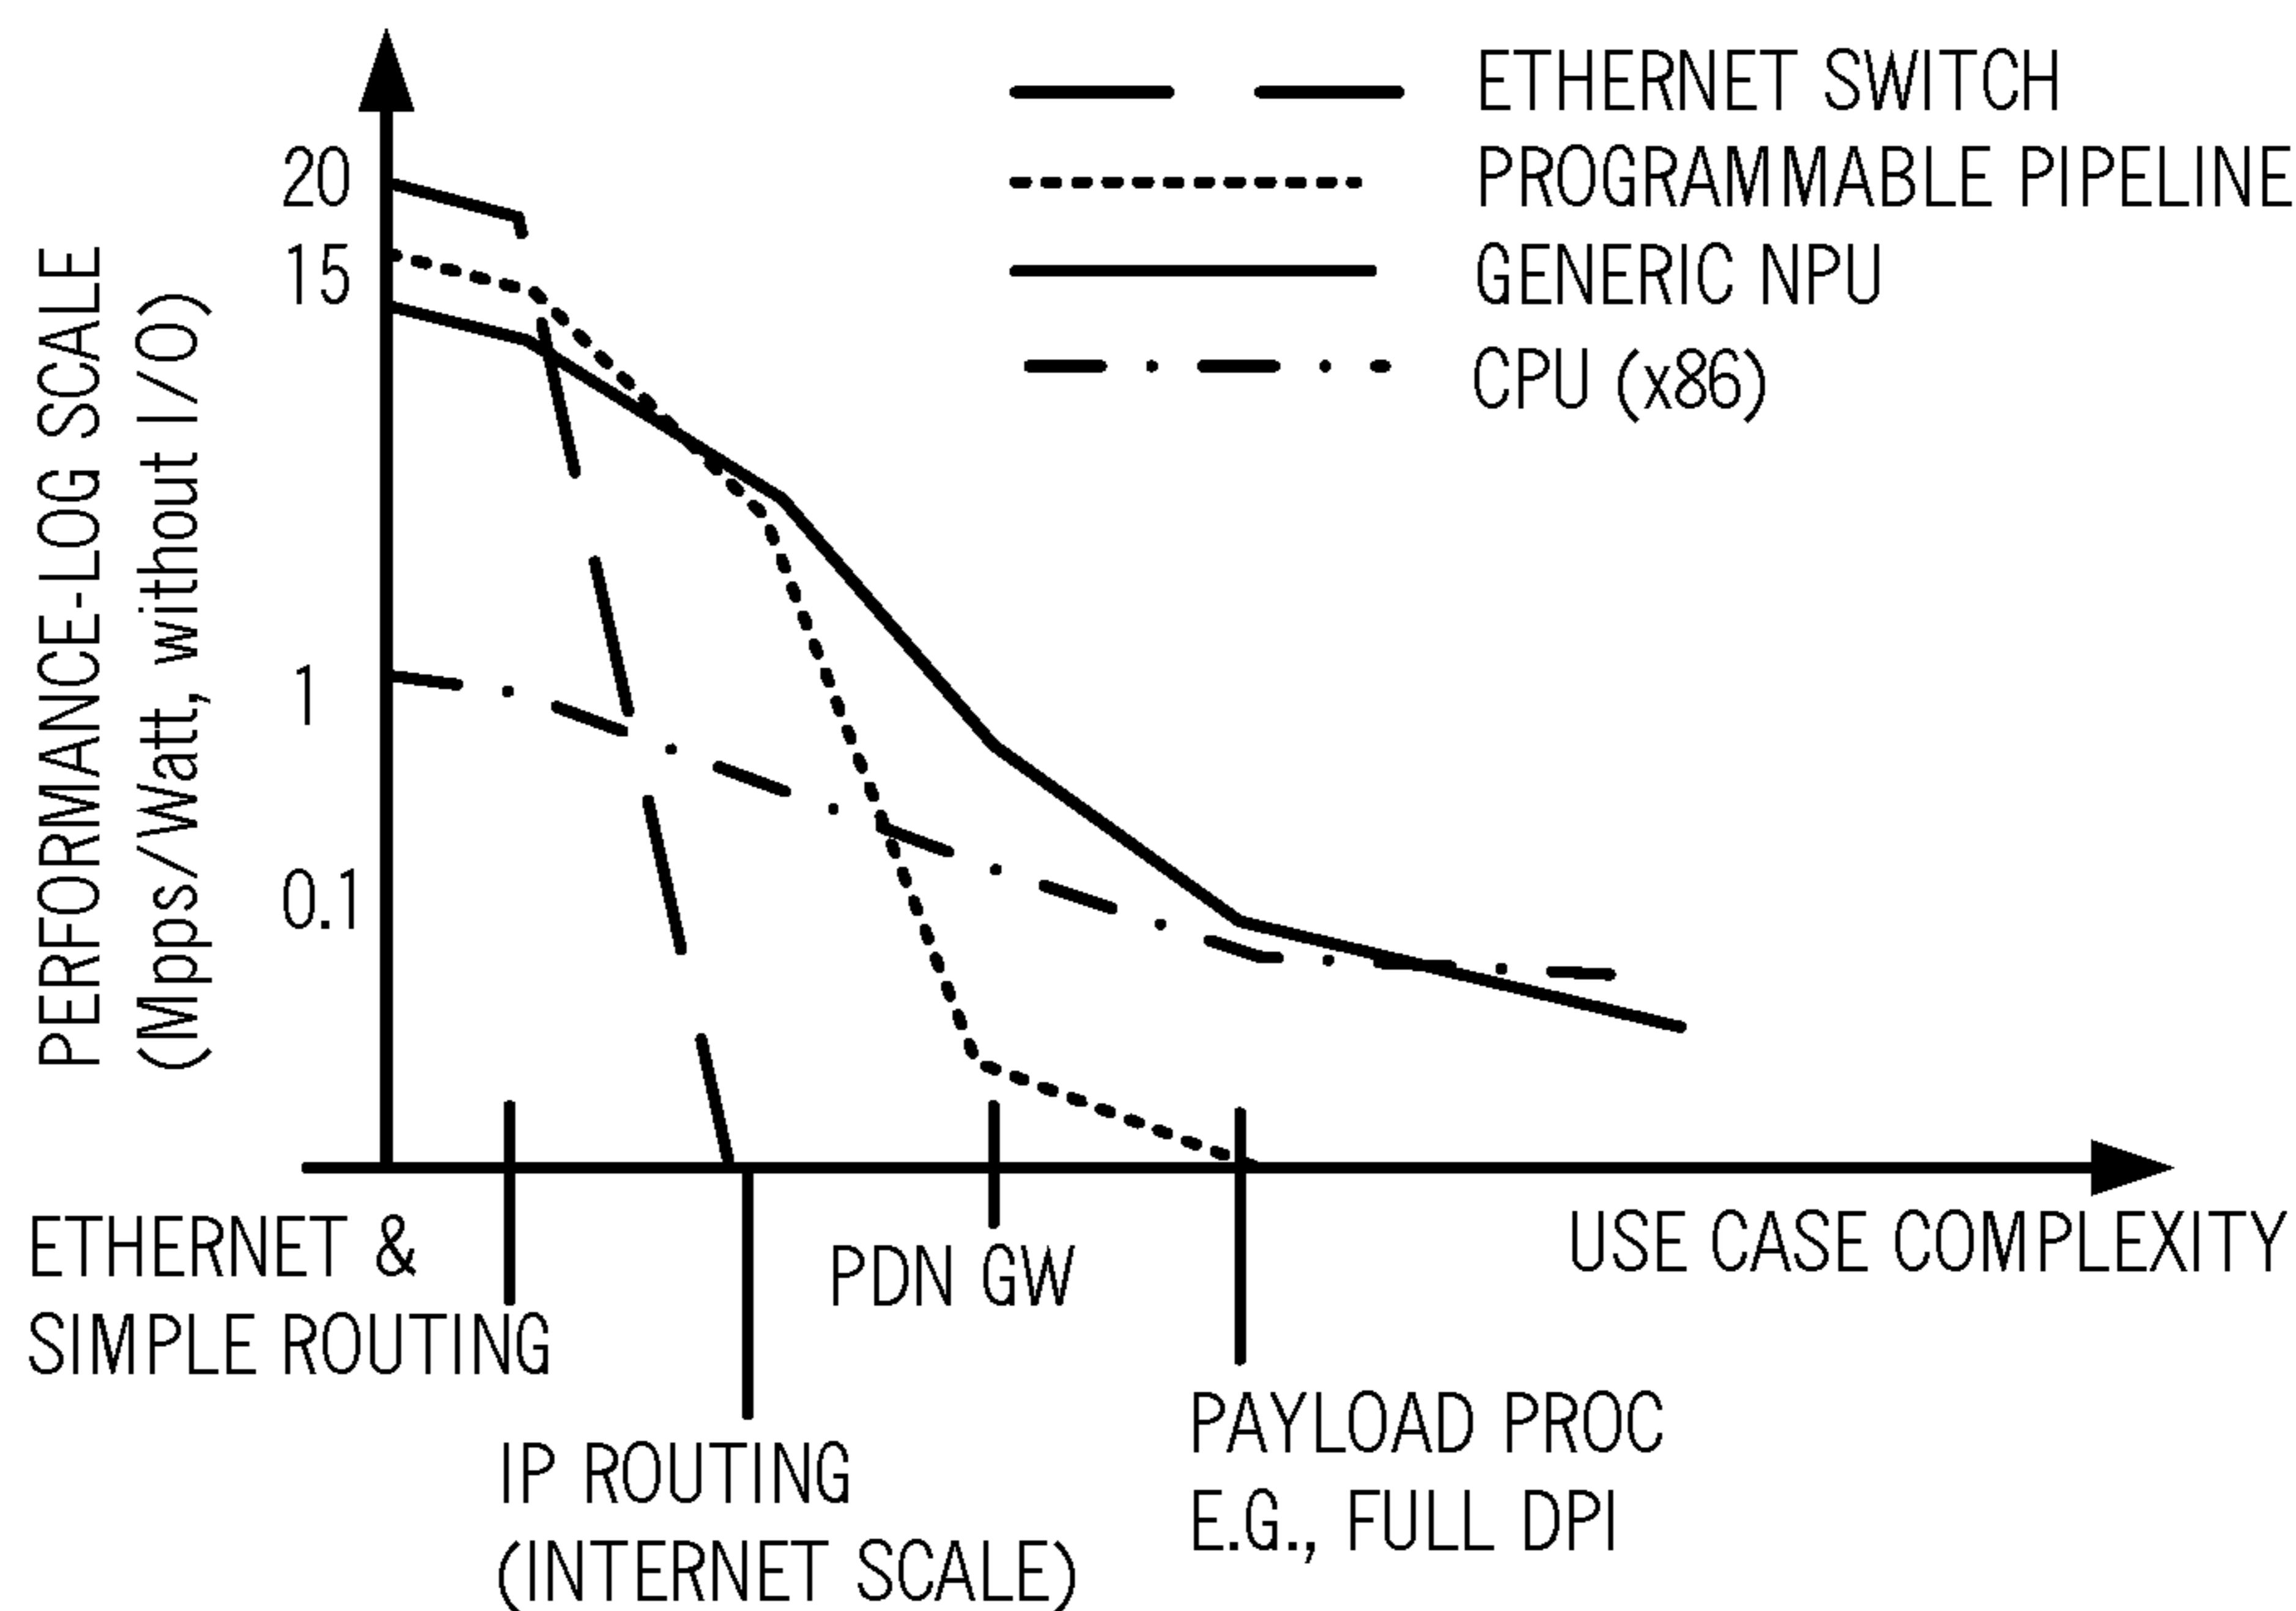 ETHERNET SWITCH
PROGRAMMABLE PIPELINE
GENERIC NPU
CPU (x86)
20
15
1
0.1
PERFORMANCE-LOG SCALE
(Mpps/Watt, without I/O)
ETHERNET &
SIMPLE ROUTING
IP ROUTING
(INTERNET SCALE)
PDN GW
PAYLOAD PROC
E.G., FULL DPI
USE CASE COMPLEXITY